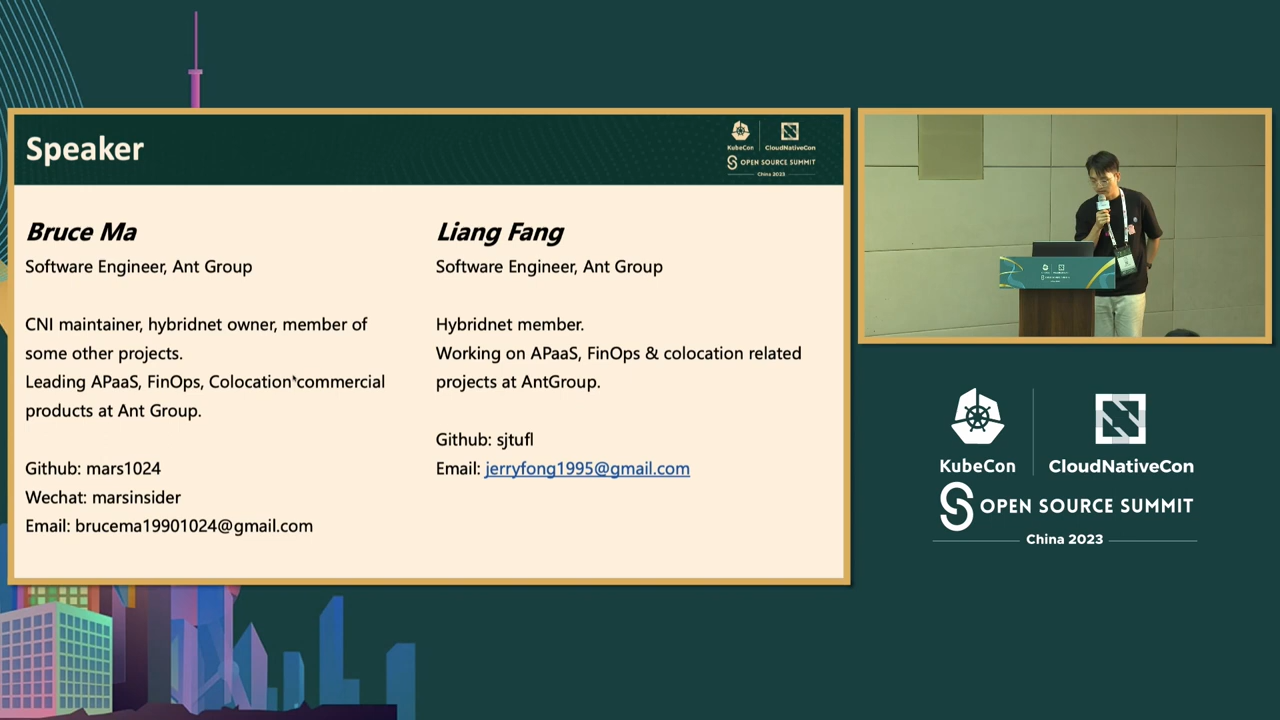 Speaker
KubeCon
CloudNativeCon
OPEN SOURCE SUMMIT
China 2023
Bruce Ma
Software Engineer, Ant Group
CNI maintainer, hybridnet owner, member of
some other projects.
Leading APaaS, FinOps, Colocation commercial
products at Ant Group.
Github: mars1024
Wechat: marsinsider
Email: brucema19901024@gmail.com
Liang Fang
Software Engineer, Ant Group
Hybridnet member.
Working on APaaS, FinOps & colocation related
projects at AntGroup.
Github: sjtufl
Email: jerryfong1995@gmail.com
KubeCon
CloudNativeCon
OPEN SOURCE SUMMIT
China 2023